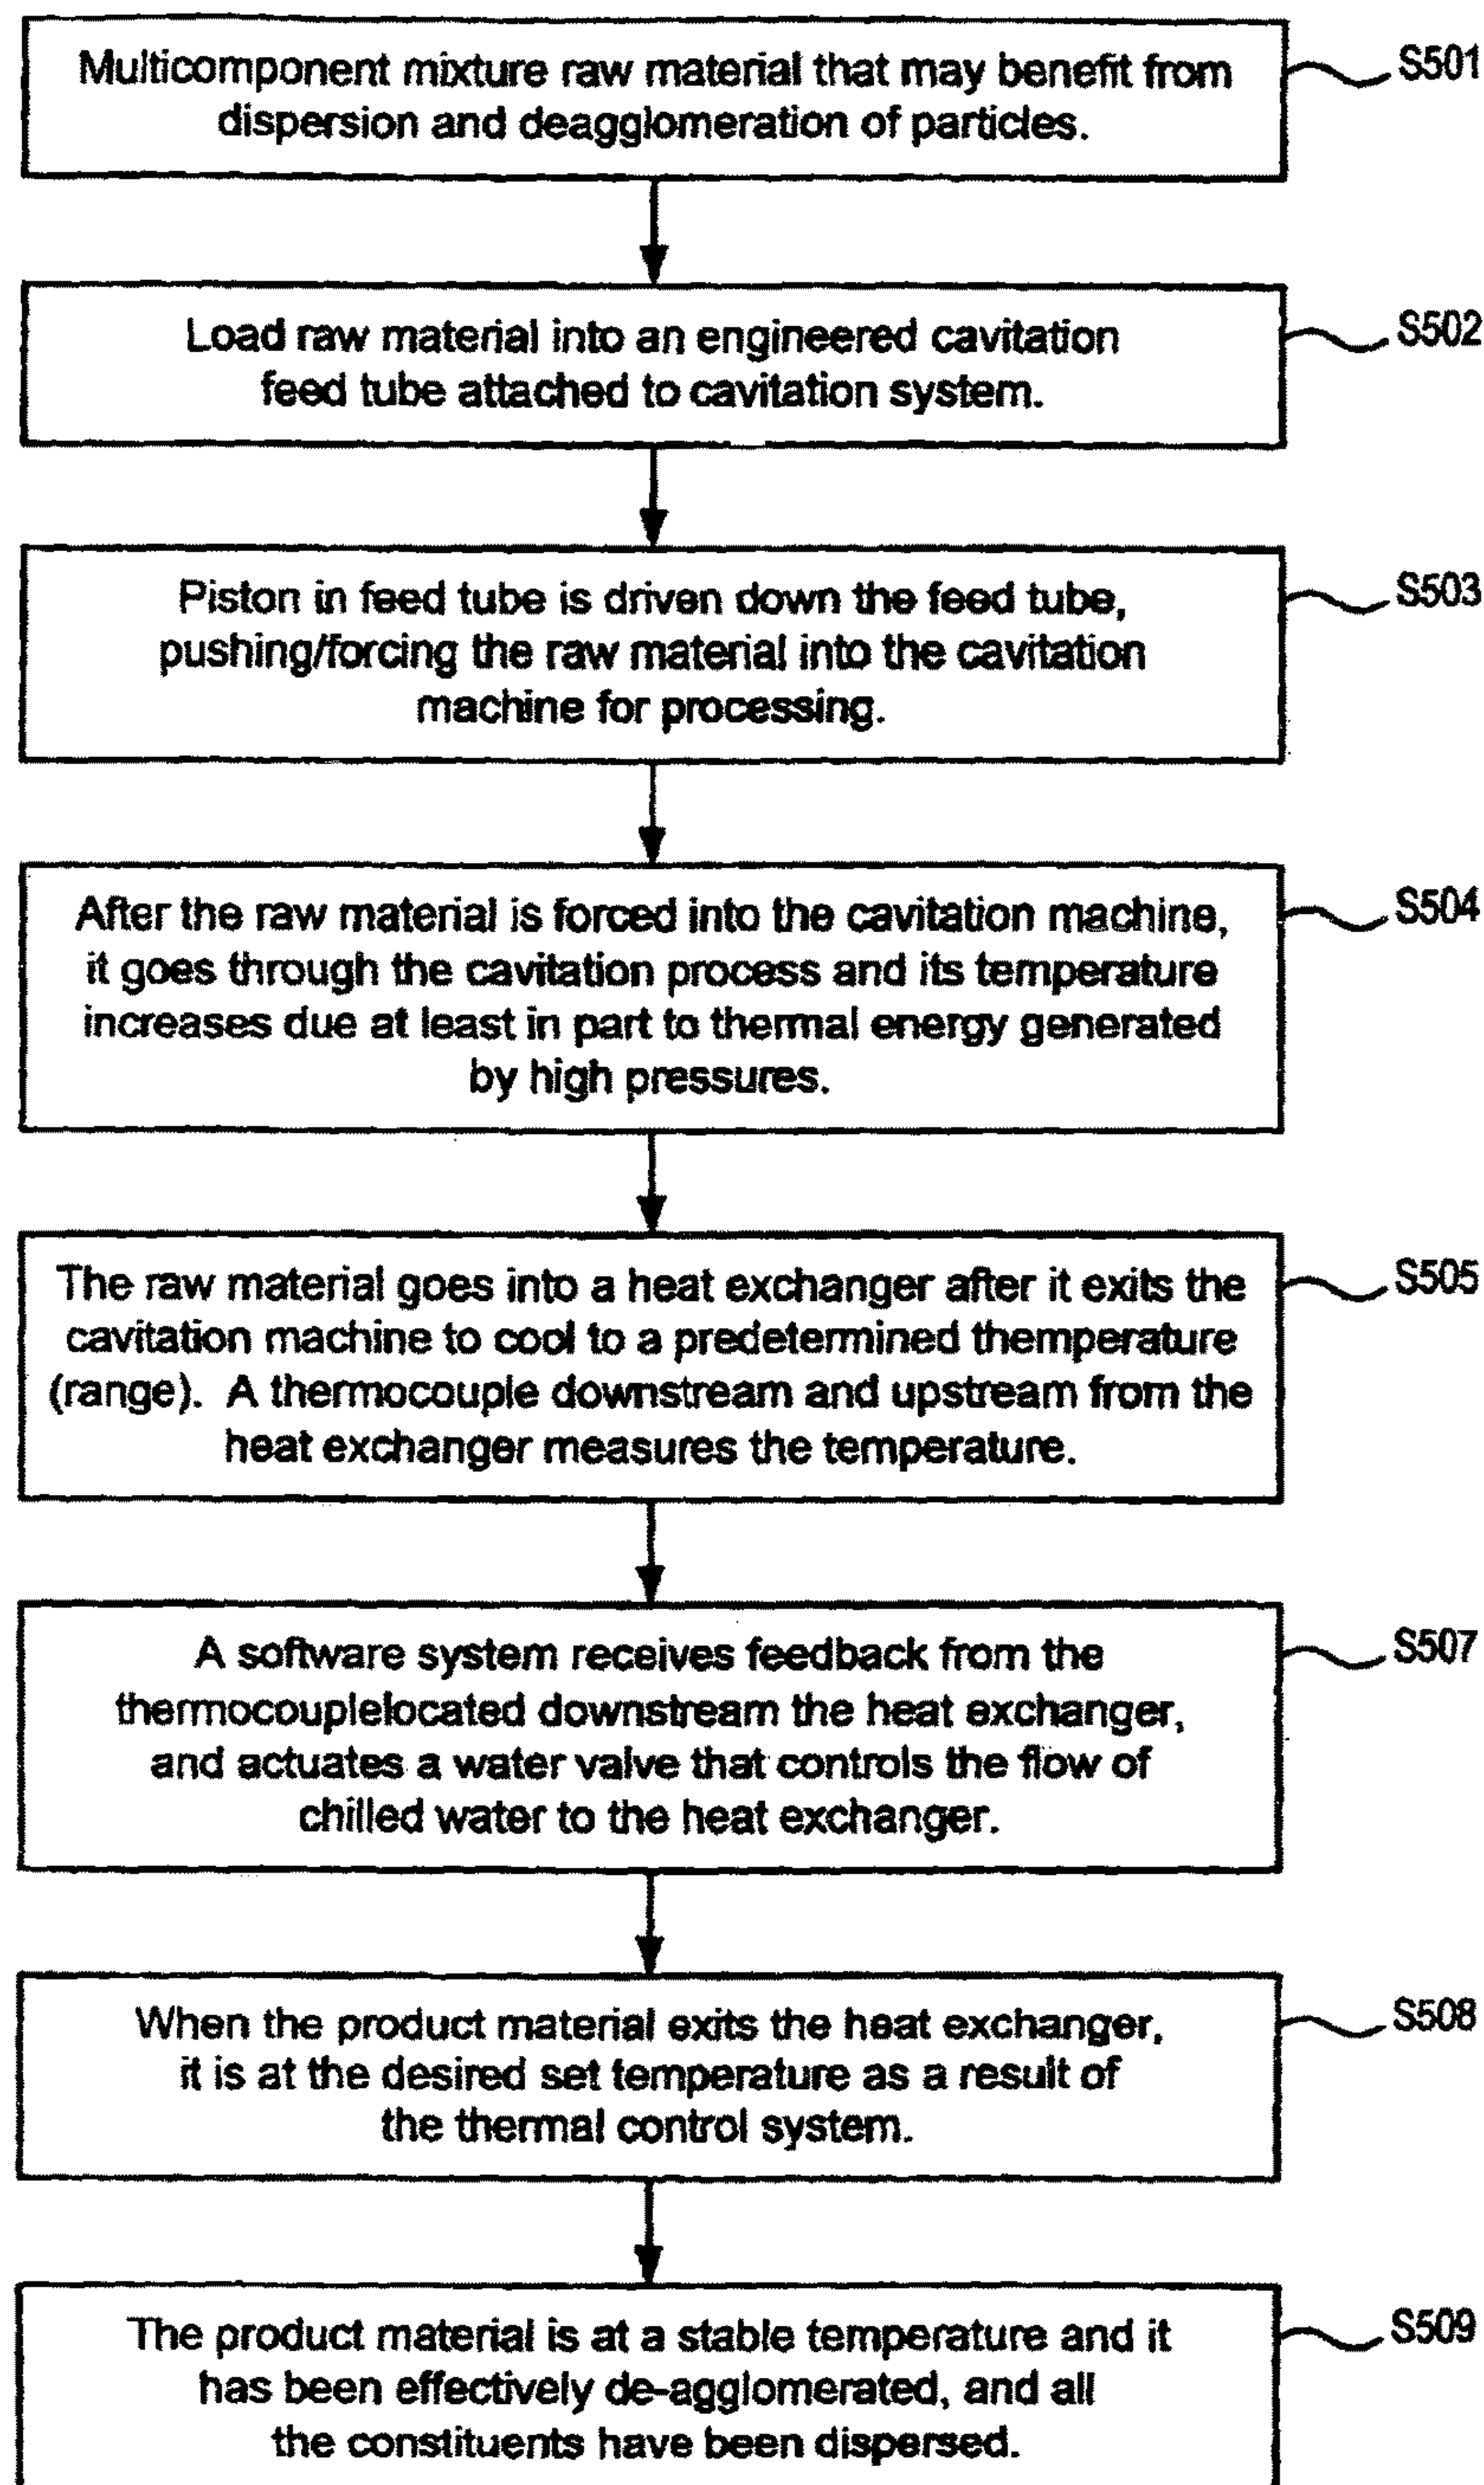 Multicomponent mixture raw material that may benefit from
dispersion and deagglomeration of particles.
S501
Load raw material into an engineered cavitation
feed tube attached to cavitation system.
S502
Piston in feed tube is driven down the feed tube,
pushing/forcing the raw material into the cavitation
machine for processing.
S503
After the raw material is forced into the cavitation machine,
it goes through the cavitation process and its temperature
increases due at least in part to thermal energy generated
by high pressures.
S504
The raw material goes into a heat exchanger after it exits the
cavitation machine to cool to a predetermined themperature
(range). A thermocouple downstream and upstream from the
heat exchanger measures the temperature.
S505
A software system receives feedback from the
thermocouplelocated downstream the heat exchanger,
and actuates a water valve that controls the flow of
chilled water to the heat exchanger.
S507
When the product material exits the heat exchanger,
it is at the desired set temperature as a result of
the thermal control system.
S508
The product material is at a stable temperature and it
has been effectively de-agglomerated, and all
the constituents have been dispersed.
S509